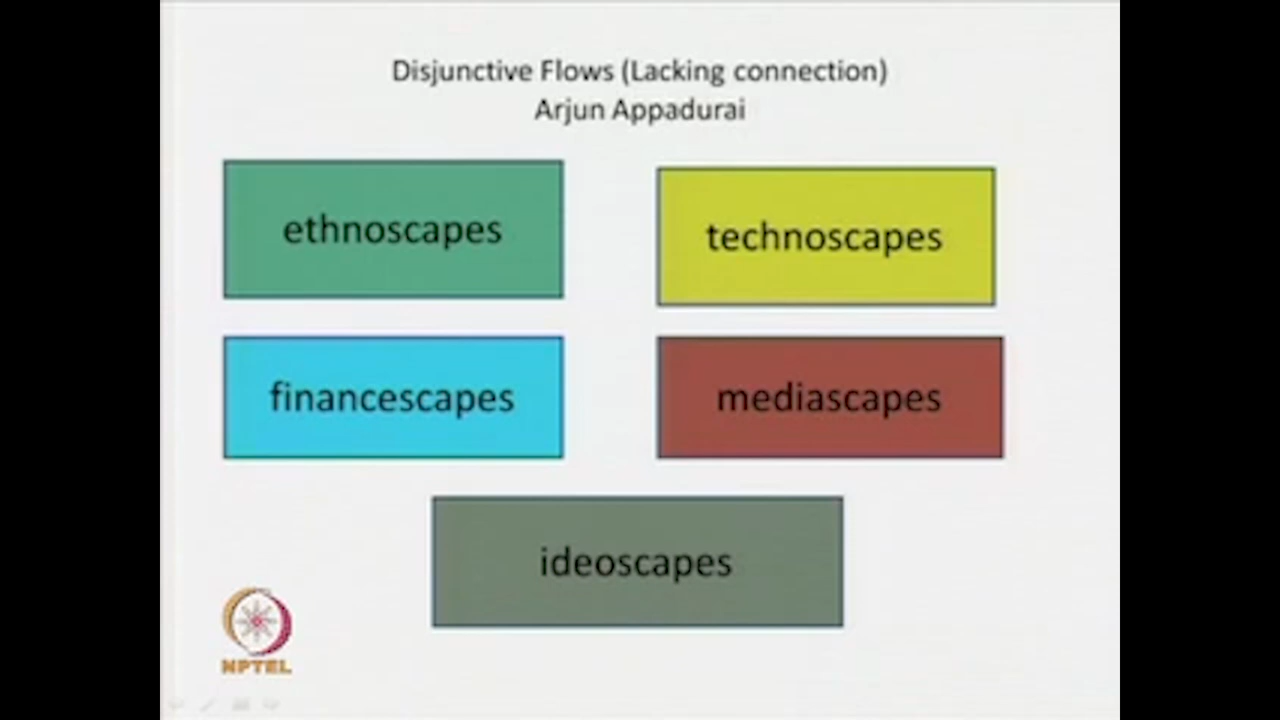 Disjunctive Flows (Lacking connection)
Arjun Appadurai
ethnoscapes
technoscapes
financescapes
mediascapes
ideoscapes
NPTEL